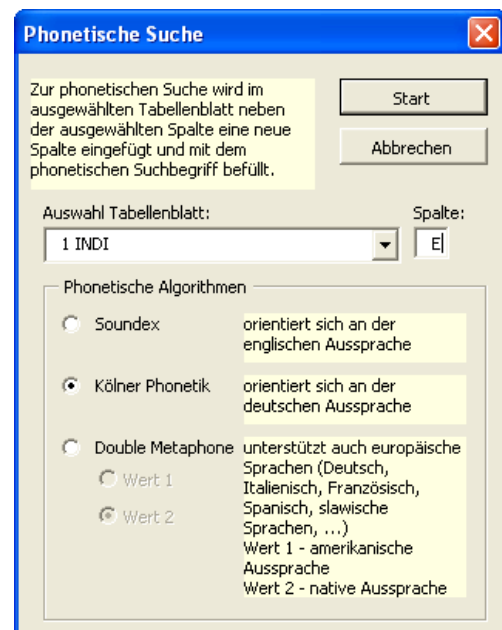 Phonetische Suche
Zur phonetischen Suche wird im
ausgewählten Tabellenblatt neben
der ausgewählten Spalte eine neue
Spalte eingefügt und mit dem
phonetischen Suchbegriff befüllt.
Start
Abbrechen
Auswahl Tabellenblatt:
Spalte:
1 INDI
E
Phonetische Algorithmen
Soundex
orientiert sich an der
englischen Aussprache
Kölner Phonetik
orientiert sich an der
deutschen Aussprache
Double Metaphone
unterstützt auch europäische
Sprachen (Deutsch,
Italienisch, Französisch,
Spanisch, slawische
Sprachen, ...)
Wert 1 - amerikanische
Aussprache
Wert 2 - native Aussprache
Wert 1
Wert 2